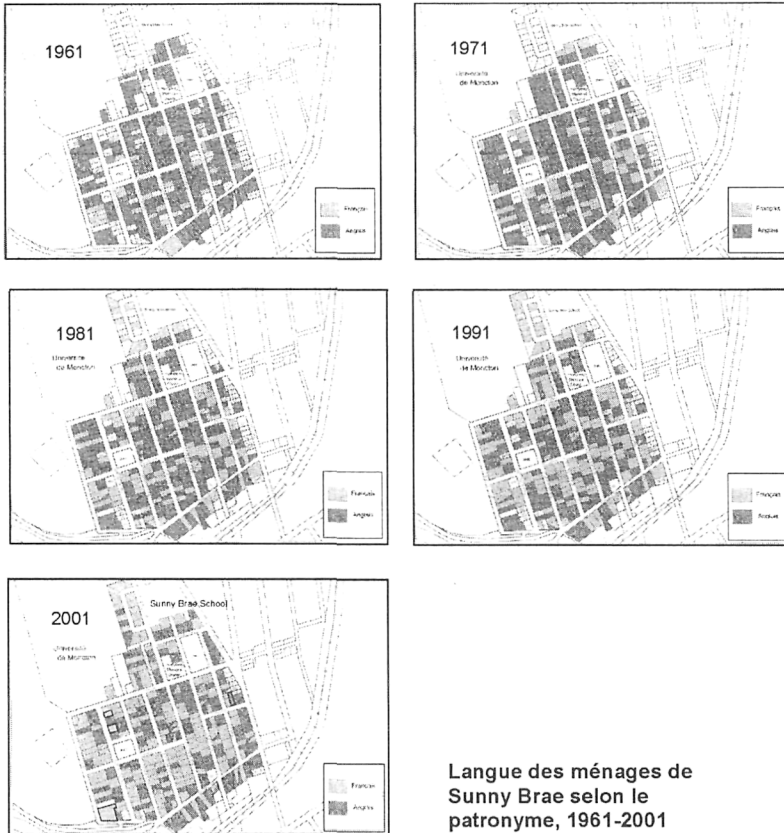 1961
Français
Anglais
1971
Université
de Moncton
Français
Anglais
1981
Université
de Moncton
Français
Anglais
1991
Université
de Moncton
Français
Anglais
2001
Sunny Brae School
Université
de Moncton
Français
Anglais
Langue des ménages de
Sunny Brae selon le
patronyme, 1961-2001